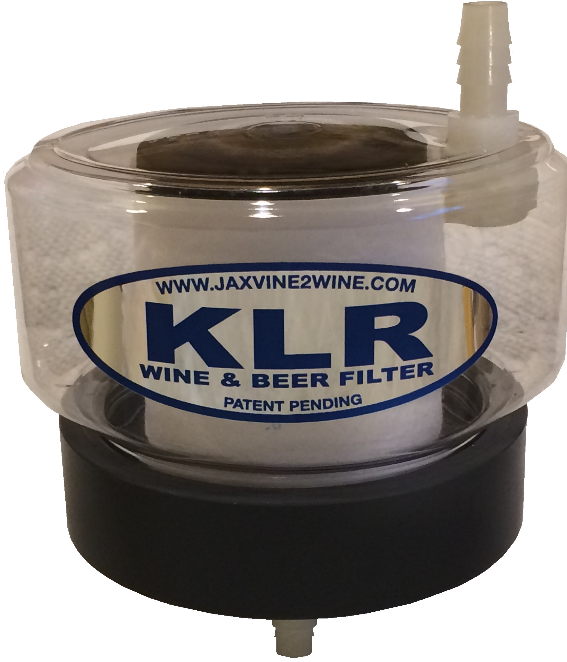 WWW.JAXVINE2WINE.COM
KLR
WINE & BEER FILTER
PATENT PENDING